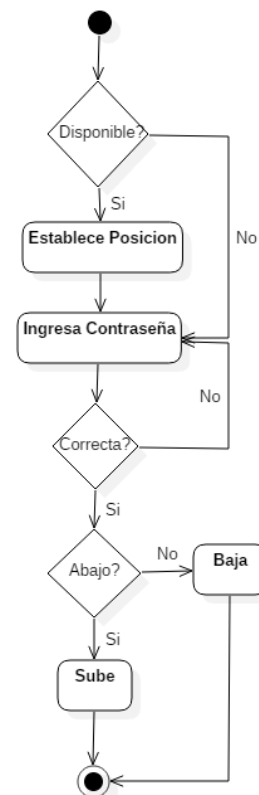 Disponible?
Si
No
Establece Posicion
Ingresa Contraseña
No
Correcta?
Si
Abajo?
No
Baja
Si
Sube